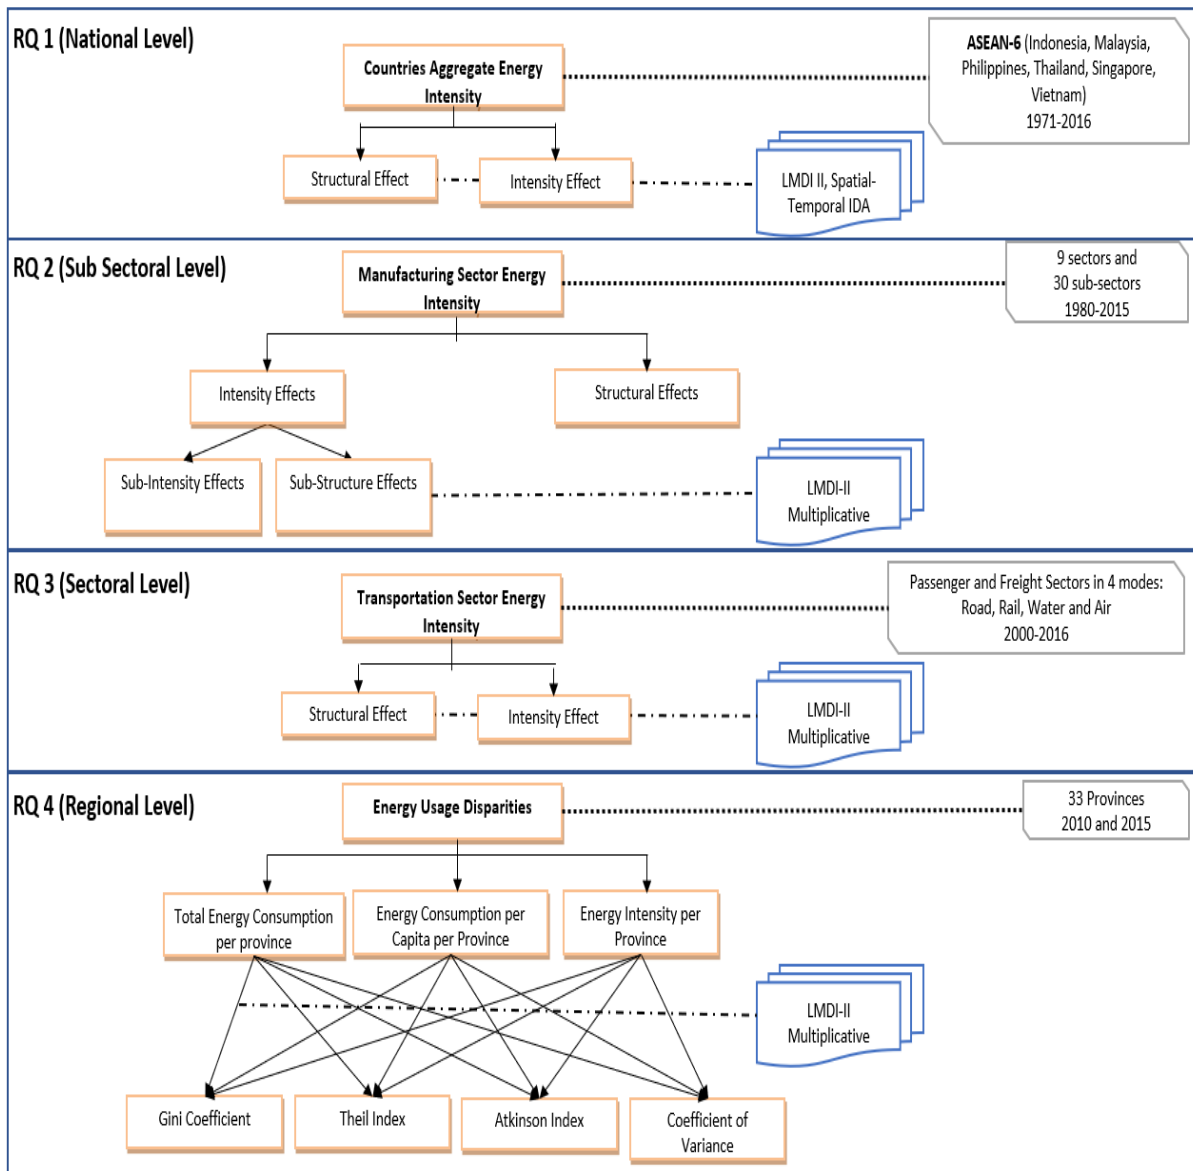 RQ 1 (National Level)
Countries Aggregate Energy
Intensity
ASEAN-6 (Indonesia, Malaysia,
Philippines, Thailand, Singapore,
Vietnam)
1971-2016
Structural Effect
Intensity Effect
LMDI II, Spatial-
Temporal IDA
RQ 2 (Sub Sectoral Level)
Manufacturing Sector Energy
Intensity
9 sectors and
30 sub-sectors
1980-2015
Intensity Effects
Structural Effects
Sub-Intensity Effects
Sub-Structure Effects
LMDI-II
Multiplicative
RQ 3 (Sectoral Level)
Transportation Sector Energy
Intensity
Passenger and Freight Sectors in 4 modes:
Road, Rail, Water and Air
2000-2016
Structural Effect
Intensity Effect
LMDI-II
Multiplicative
RQ 4 (Regional Level)
Energy Usage Disparities
33 Provinces
2010 and 2015
Total Energy Consumption
per province
Energy Consumption per
Capita per Province
Energy Intensity per
Province
LMDI-II
Multiplicative
Gini Coefficient
Theil Index
Atkinson Index
Coefficient of
Variance